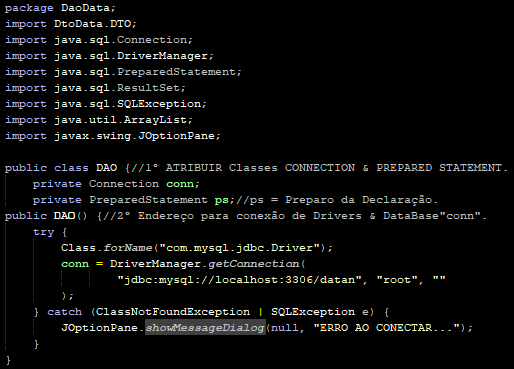 package DaoData;
import DtoData.DTO;
import java.sql.Connection;
import java.sql.DriverManager;
import java.sql.PreparedStatement;
import java.sql.ResultSet;
import java.sql.SQLException;
import java.util.ArrayList;
import javax.swing.JOptionPane;

public class DAO {//1° ATRIBUIR Classes CONNECTION & PREPARED STATEMENT.
    private Connection conn;
    private PreparedStatement ps;//ps = Preparo da Declaração.
public DAO() {//2° Endereço para conexão de Drivers & DataBase"conn".
    try {
        Class.forName("com.mysql.jdbc.Driver");
        conn = DriverManager.getConnection(
                "jdbc:mysql://localhost:3306/datan", "root", ""
        );
    } catch (ClassNotFoundException | SQLException e) {
        JOptionPane.showMessageDialog(null, "ERRO AO CONECTAR...");
    }
}